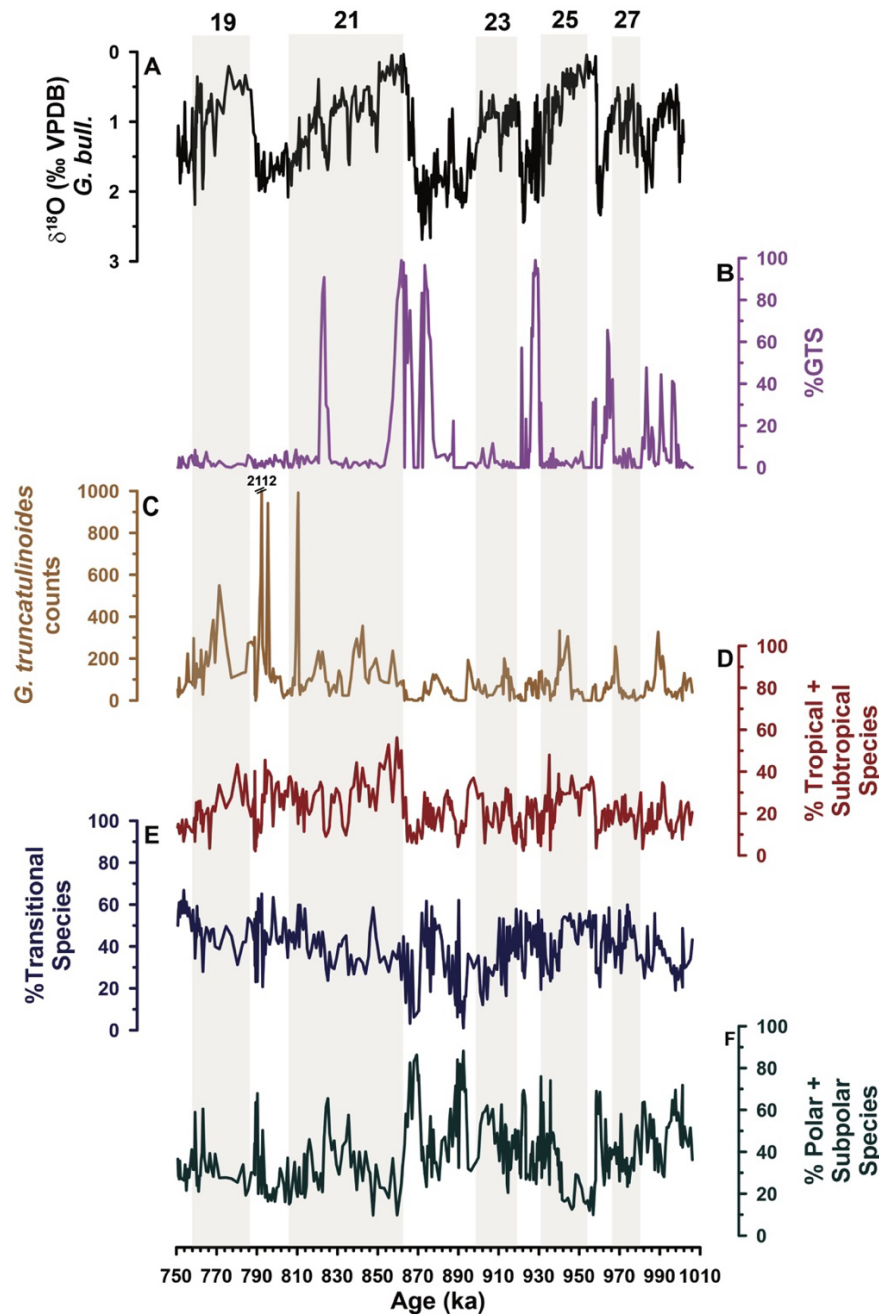 19 21 23 25 27
A
0
1
2
3
δ¹⁸O (‰ VPDB)
G. bull.
B
100
80
60
40
20
0
%GTS
2112
C
1000
800
600
400
200
0
G. truncatulinoides
counts
D
100
80
60
40
20
0
% Tropical +
Subtropical
Species
E
100
80
60
40
20
0
%Transitional
Species
F
100
80
60
40
20
0
% Polar +
Subpolar
Species
750 770 790 810 830 850 870 890 910 930 950 970 990 1010
Age (ka)